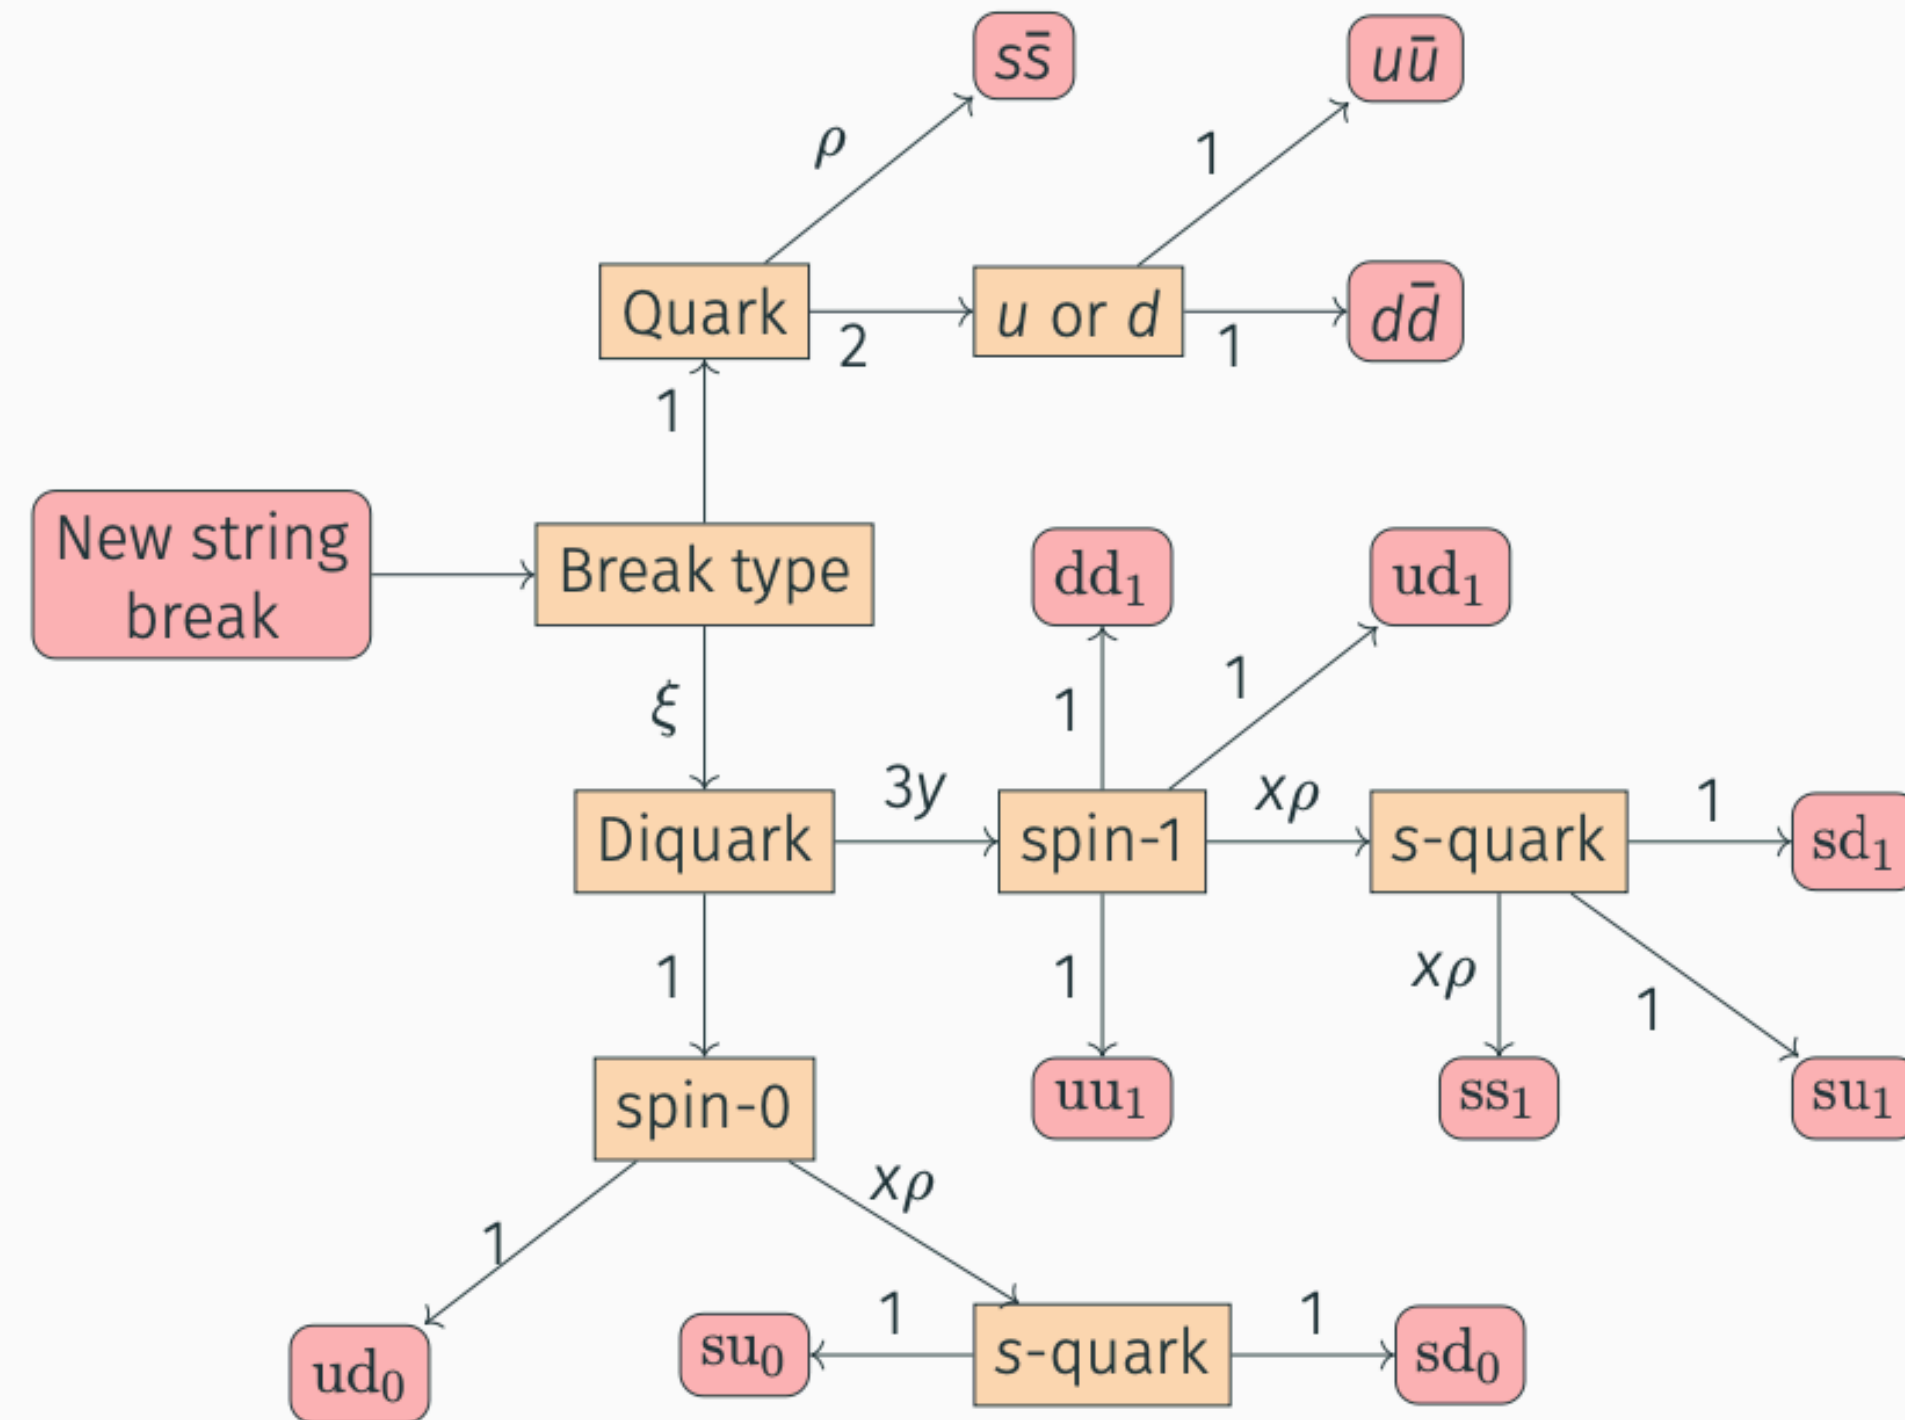 ss̄
uū
ρ
1
Quark
u or d
dd̄
2
1
1
New string
break
Break type
dd₁
ud₁
ξ
1
1
3y
xρ
1
Diquark
spin-1
s-quark
sd₁
1
1
xρ
1
spin-0
uu₁
ss₁
su₁
xρ
1
1
1
su₀
s-quark
sd₀
ud₀